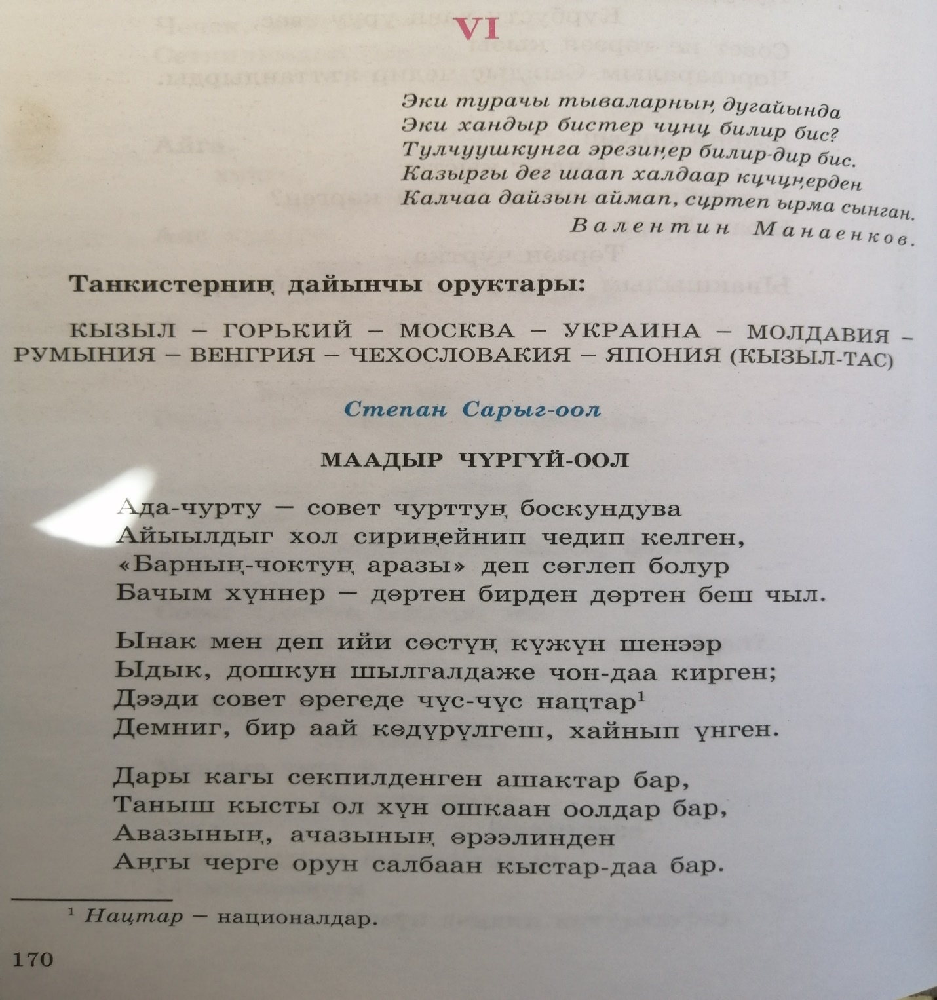 VI
Эки турачы тываларның дугайында
Эки хандыр бистер чүнү билир бис?
Тулчуушкунга эрезиңер билир-дир бис.
Казыргы дег шаап халдаар күчүңерден
Калчаа дайзын аймап, сүртеп ырма сынган.
Валентин Манаенков.
Танкистерниң дайынчы оруктары:
КЫЗЫЛ – ГОРЬКИЙ – МОСКВА – УКРАИНА – МОЛДАВИЯ –
РУМЫНИЯ – ВЕНГРИЯ – ЧЕХОСЛОВАКИЯ – ЯПОНИЯ (КЫЗЫЛ-ТАС)
Степан Сарыг-оол
МААДЫР ЧҮРГҮЙ-ООЛ
Ада-чурту — совет чурттуң боскундува
Айыылдыг хол сириңейнип чедип келген,
«Барның-чоктуң аразы» деп сөглеп болур
Бачым хүннер — дөртен бирден дөртен беш чыл.
Ынак мен деп ийи сөстүң күжүн шенээр
Ыдык, дошкун шылгалдаже чон-даа кирген;
Дээди совет өрегеде чүс-чүс нацтар¹
Демниг, бир аай көдүрүлгеш, хайнып үнген.
Дары кагы секпилденген ашактар бар,
Таныш кысты ол хүн ошкаан оолдар бар,
Авазының, ачазының өрээлинден
Аңгы черге орун салбаан кыстар-даа бар.
¹ Нацтар — националдар.
170